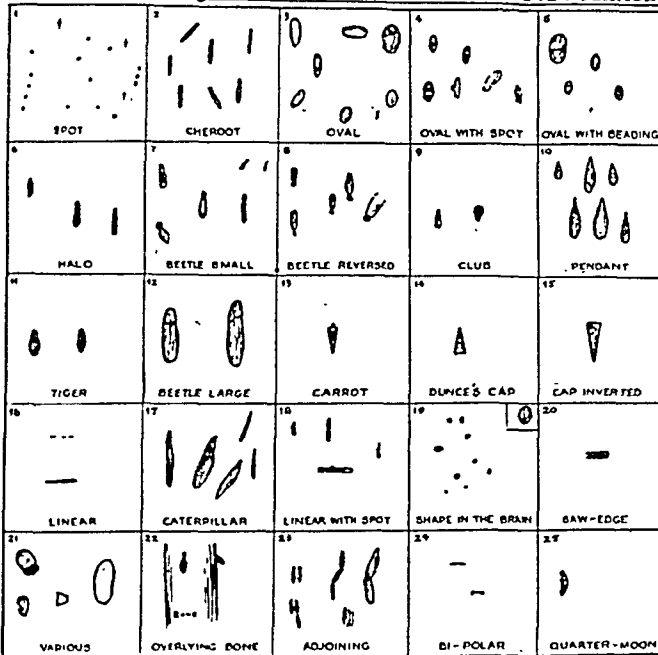 1 2 3 4 5
SPOT CHEROOT OVAL OVAL WITH SPOT OVAL WITH BEADING
6 7 8 9 10
HALO BEETLE SMALL BEETLE REVERSED CLUB PENDANT
11 12 13 14 15
TIGER BEETLE LARGE CARROT DUNCE'S CAP CAP INVERTED
16 17 18 19 20
LINEAR CATERPILLAR LINEAR WITH SPOT SHAPE IN THE BRAIN SAW-EDGE
21 22 23 24 25
BONE
VARIOUS OVERLYING BONE ADJOINING BI-POLAR QUARTER-MOON